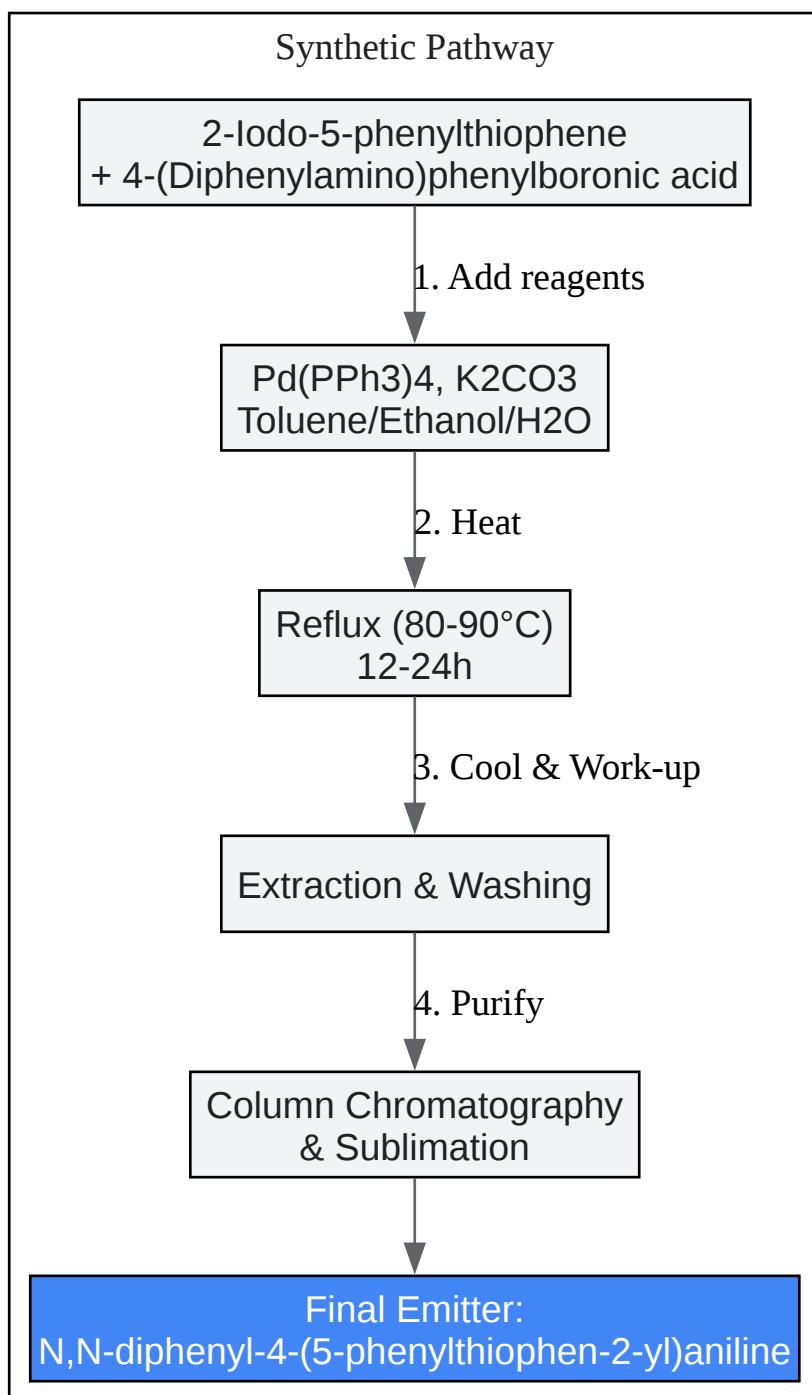 Synthetic Pathway
2-Iodo-5-phenylthiophene
+ 4-(Diphenylamino)phenylboronic acid
1. Add reagents
Pd(PPh3)4, K2CO3
Toluene/Ethanol/H2O
2. Heat
Reflux (80-90°C)
12-24h
3. Cool & Work-up
Extraction & Washing
4. Purify
Column Chromatography
& Sublimation
Final Emitter:
N,N-diphenyl-4-(5-phenylthiophen-2-yl)aniline